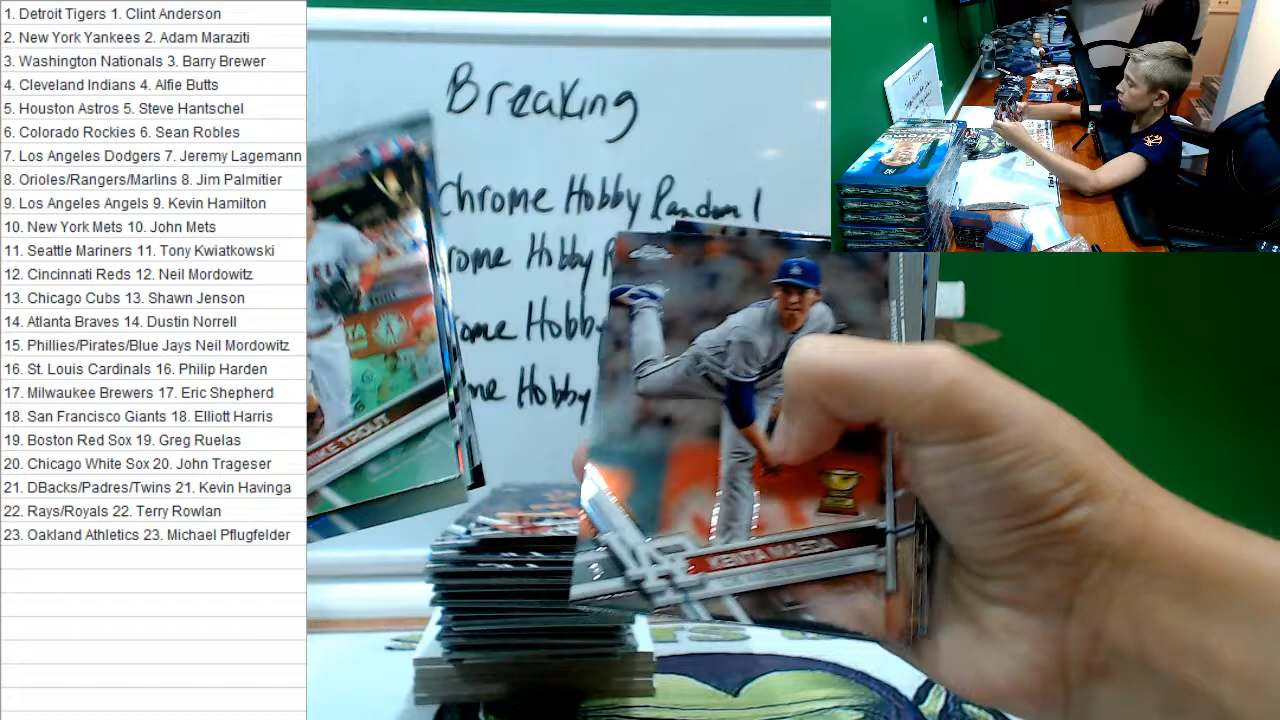 1. Detroit Tigers 1. Clint Anderson
2. New York Yankees 2. Adam Maraziti
3. Washington Nationals 3. Barry Brewer
4. Cleveland Indians 4. Alfie Butts
5. Houston Astros 5. Steve Hantschel
6. Colorado Rockies 6. Sean Robles
7. Los Angeles Dodgers 7. Jeremy Lagemann
8. Orioles/Rangers/Marlins 8. Jim Palmitier
9. Los Angeles Angels 9. Kevin Hamilton
10. New York Mets 10. John Mets
11. Seattle Mariners 11. Tony Kwiatkowski
12. Cincinnati Reds 12. Neil Mordowitz
13. Chicago Cubs 13. Shawn Jenson
14. Atlanta Braves 14. Dustin Norrell
15. Phillies/Pirates/Blue Jays Neil Mordowitz
16. St. Louis Cardinals 16. Philip Harden
17. Milwaukee Brewers 17. Eric Shepherd
18. San Francisco Giants 18. Elliott Harris
19. Boston Red Sox 19. Greg Ruelas
20. Chicago White Sox 20. John Trageser
21. DBacks/Padres/Twins 21. Kevin Havinga
22. Rays/Royals 22. Terry Rowlan
23. Oakland Athletics 23. Michael Pflugfelder
Breaking
Chrome Hobby Random 1
rome Hobby R
ome Hobby
me Hobby
MIKE TROUT
KENTA MAEDA